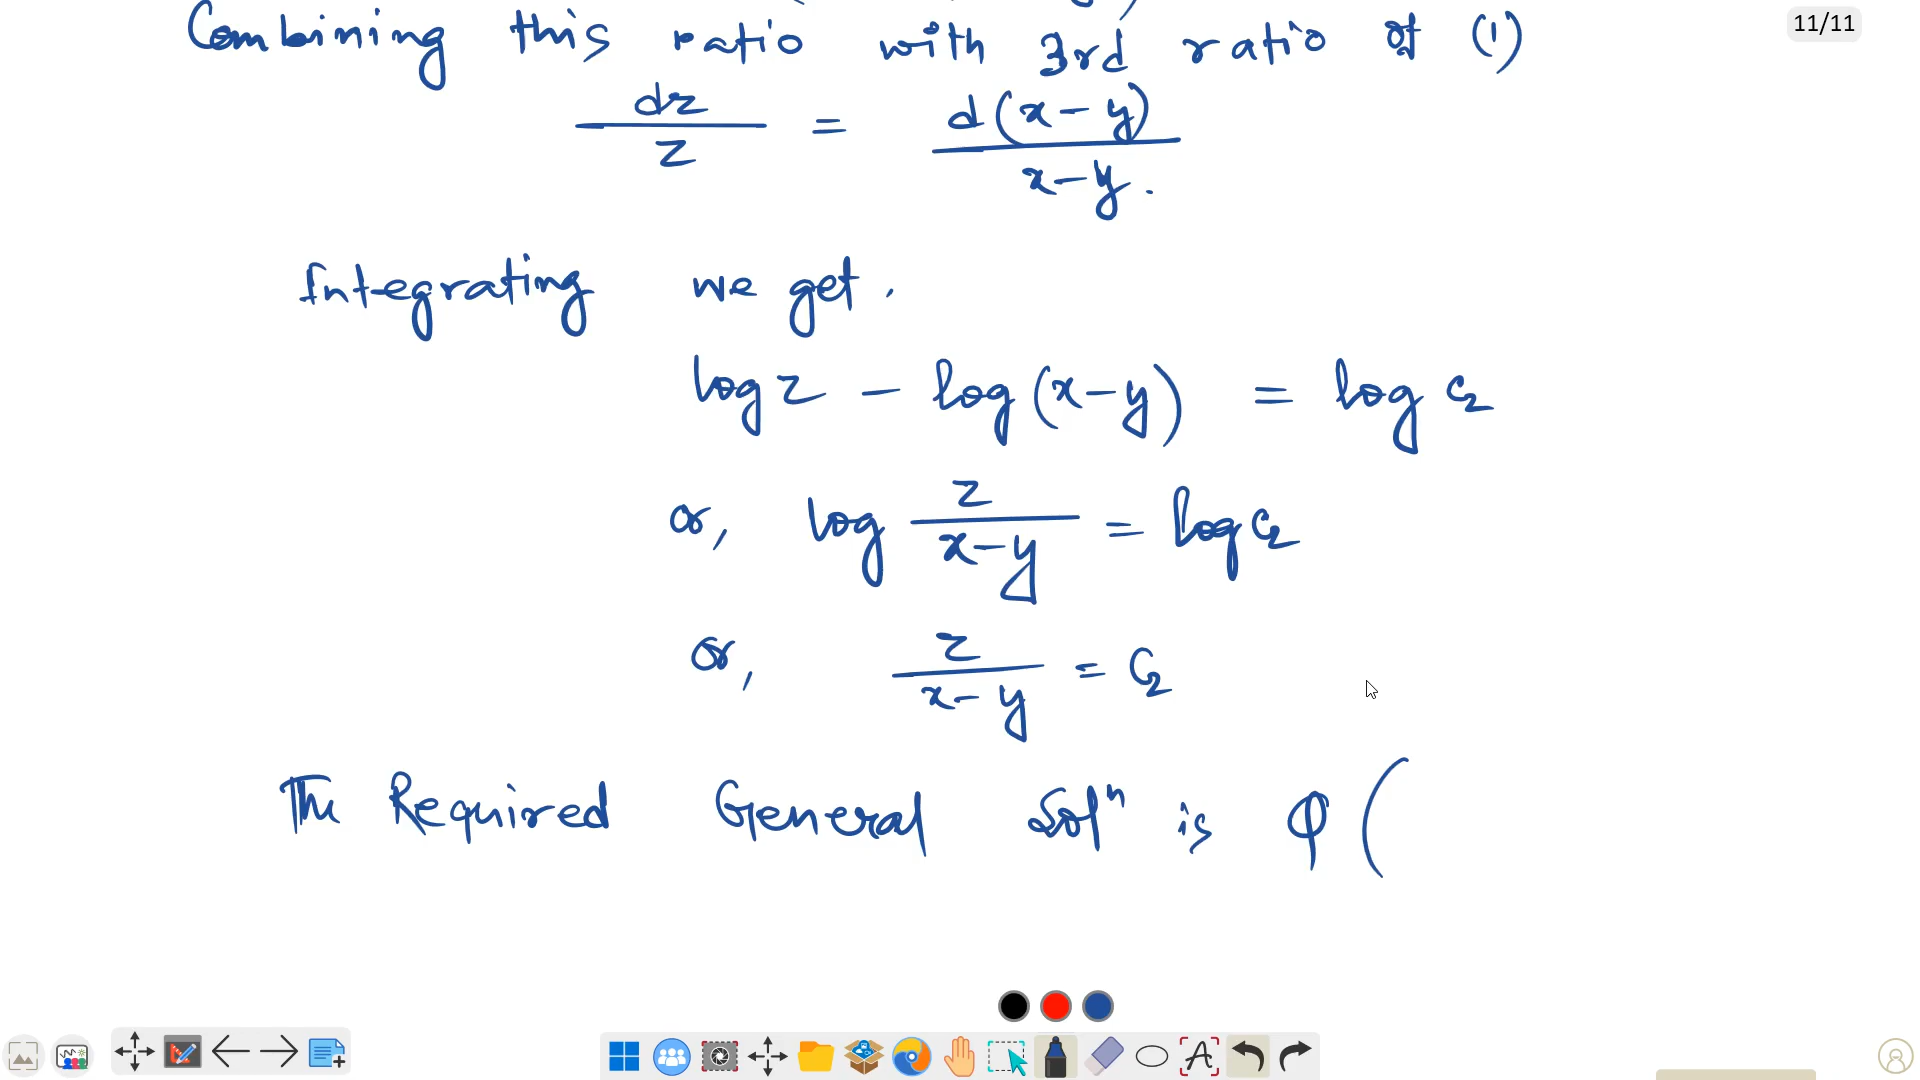 11/11
Combining this ratio with 3rd ratio of (1)
dz/z = d(x-y)/x-y.
Integrating we get.
log z - log(x-y) = log c₂
or, log z/x-y = log c₂
or, z/x-y = c₂
The Required General Solⁿ is φ(